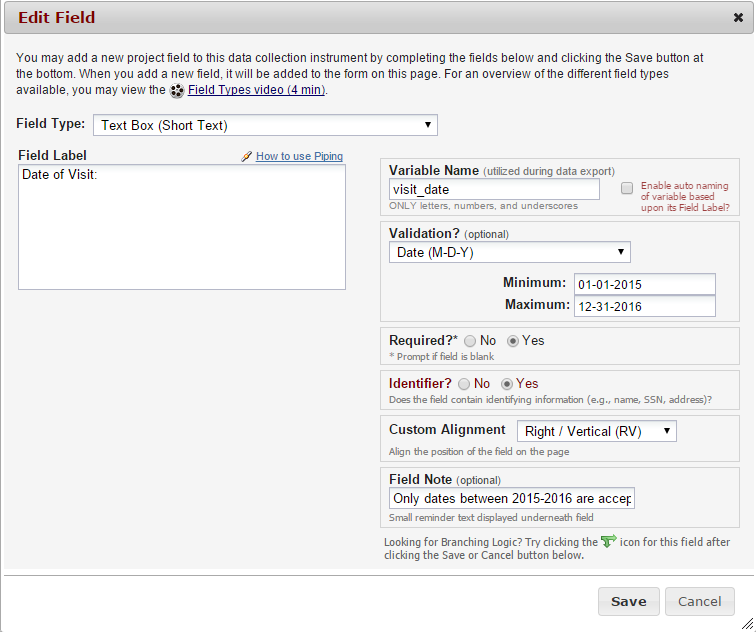 Edit Field
You may add a new project field to this data collection instrument by completing the fields below and clicking the Save button at
the bottom. When you add a new field, it will be added to the form on this page. For an overview of the different field types
available, you may view the Field Types video (4 min).
Field Type: Text Box (Short Text)
Field Label How to use Piping
Date of Visit:
Variable Name (utilized during data export)
visit_date
ONLY letters, numbers, and underscores
Enable auto naming
of variable based
upon its Field Label?
Validation? (optional)
Date (M-D-Y)
Minimum: 01-01-2015
Maximum: 12-31-2016
Required?* No Yes
* Prompt if field is blank
Identifier? No Yes
Does the field contain identifying information (e.g., name, SSN, address)?
Custom Alignment Right / Vertical (RV)
Align the position of the field on the page
Field Note (optional)
Only dates between 2015-2016 are accep
Small reminder text displayed underneath field
Looking for Branching Logic? Try clicking the icon for this field after
clicking the Save or Cancel button below.
Save Cancel